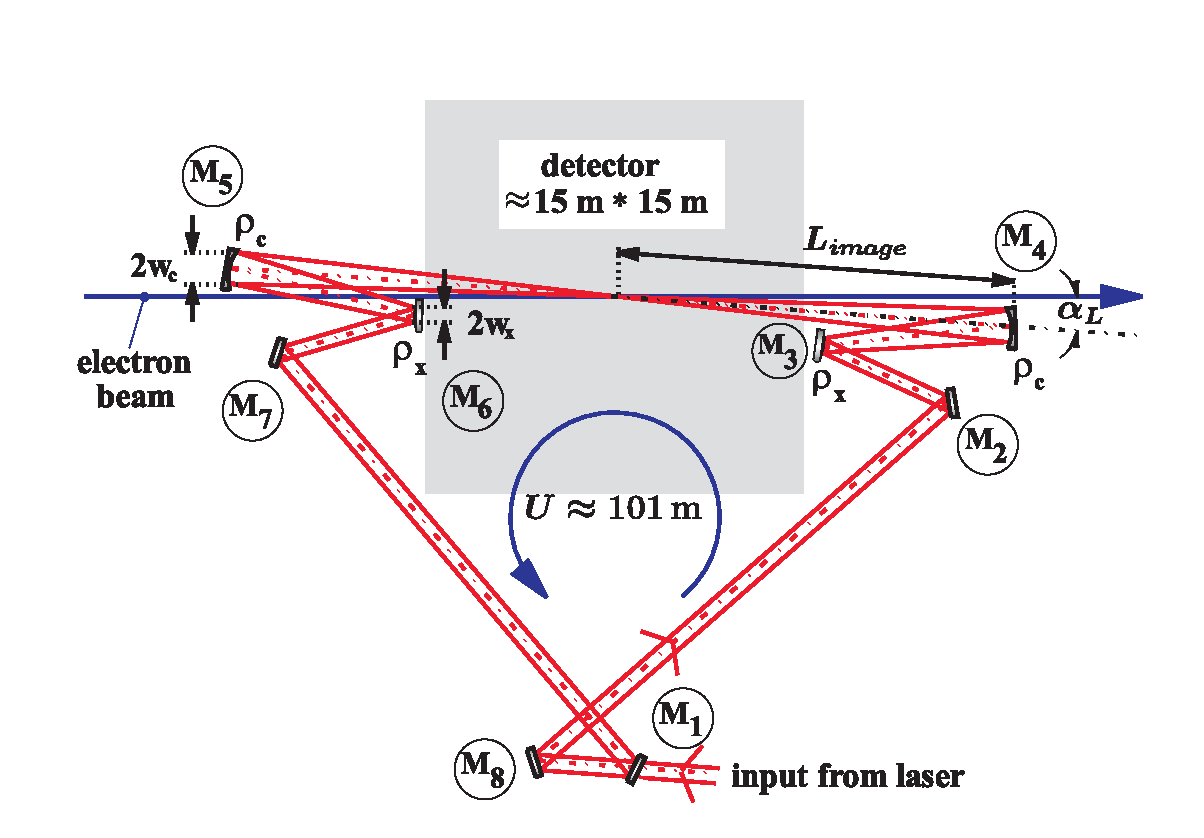 detector
≈15 m * 15 m
M5
ρc
2wc
Limage
M4
αL
electron
beam
2wx
M3
ρx
M6
ρx
ρc
M7
M2
U ≈ 101 m
M1
M8
input from laser